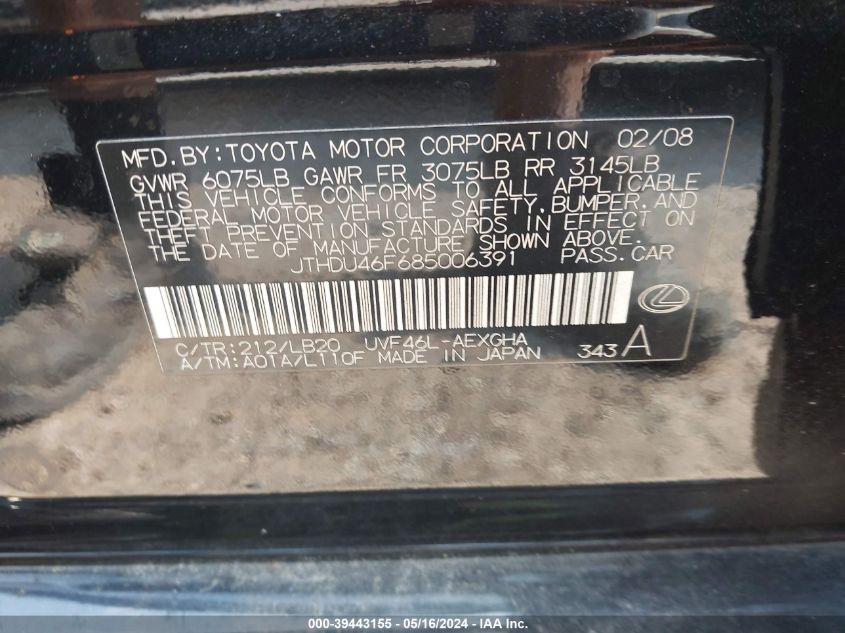 MFD. BY: TOYOTA MOTOR CORPORATION 02/08
GVWR 6075LB GAWR FR 3075LB RR 3145LB
THIS VEHICLE CONFORMS TO ALL APPLICABLE
FEDERAL MOTOR VEHICLE SAFETY, BUMPER, AND
THEFT PREVENTION STANDARDS IN EFFECT ON
THE DATE OF MANUFACTURE SHOWN ABOVE.
JTHDU46F685006391 PASS. CAR
C/TR: 212/LB20 UVF46L-AEXGHA
A/TM: A01A/L110F MADE IN JAPAN 343 A
000-39443155 - 05/16/2024 - IAA Inc.